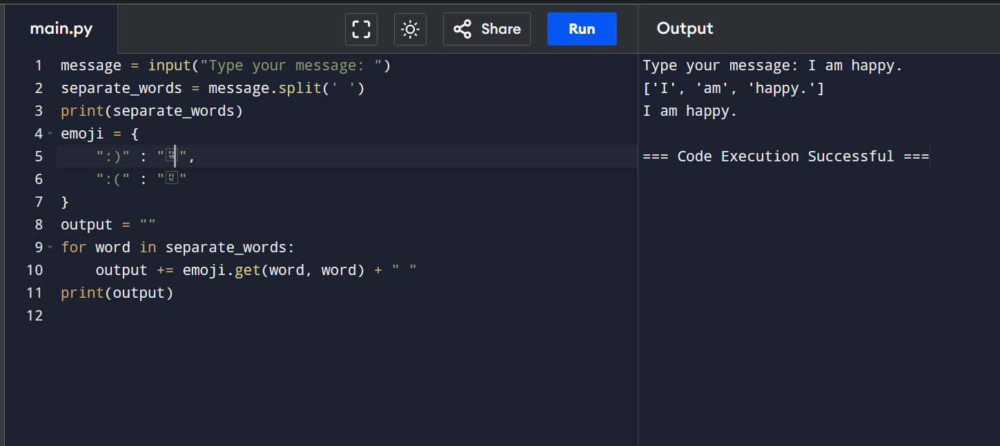 main.py
Share
Run
Output
1 message = input("Type your message: ")
2 separate_words = message.split(' ')
3 print(separate_words)
4 emoji = {
5 ":)" : "",
6 ":(" : ""
7 }
8 output = ""
9 for word in separate_words:
10 output += emoji.get(word, word) + " "
11 print(output)
12
Type your message: I am happy.
['I', 'am', 'happy.']
I am happy.
=== Code Execution Successful ===